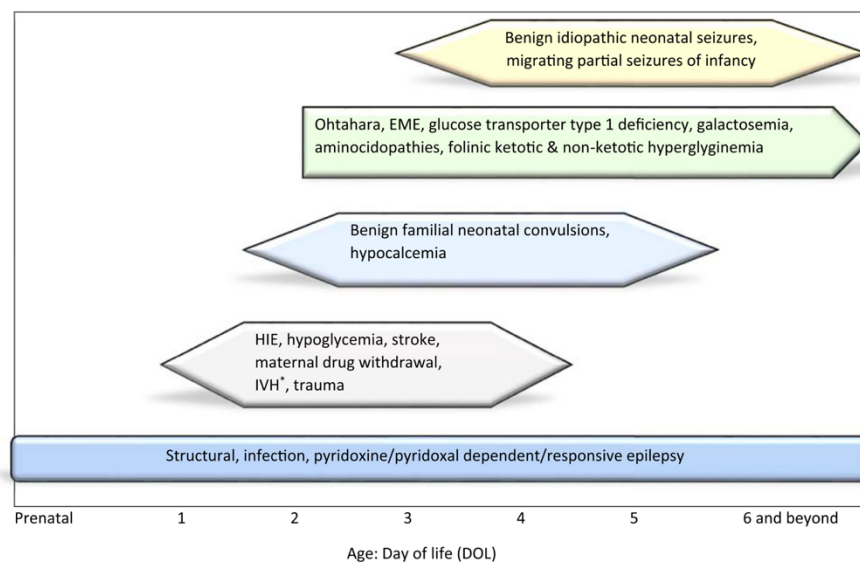 Benign idiopathic neonatal seizures,
migrating partial seizures of infancy
Ohtahara, EME, glucose transporter type 1 deficiency, galactosemia,
aminocidopathies, folinic ketotic & non-ketotic hyperglyginemia
Benign familial neonatal convulsions,
hypocalcemia
HIE, hypoglycemia, stroke,
maternal drug withdrawal,
IVH*, trauma
Structural, infection, pyridoxine/pyridoxal dependent/responsive epilepsy
Prenatal 1 2 3 4 5 6 and beyond
Age: Day of life (DOL)